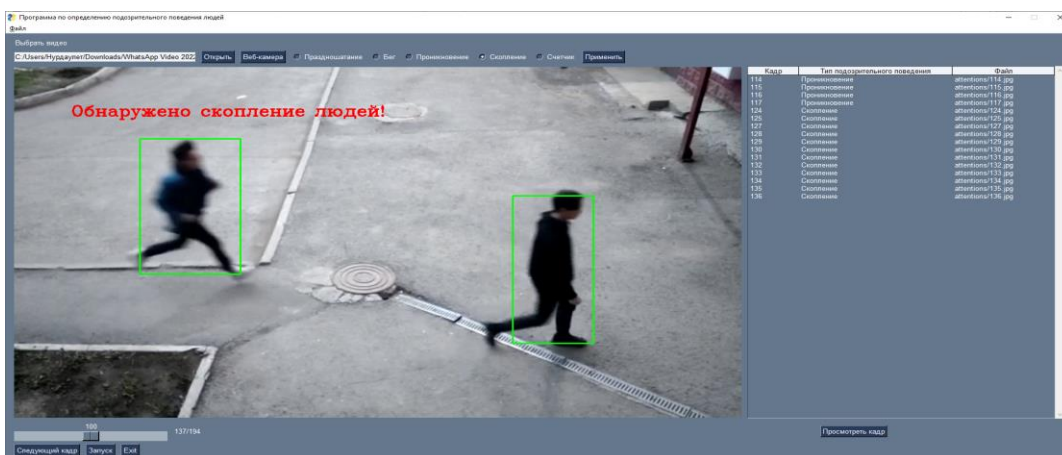 Программа по определению подозрительного поведения людей
Файл
Выбрать видео
C:/Users/Нурдаулет/Downloads/WhatsApp Video 202 Открыть Веб-камера Праздношатание Бег Проникновение Скопление Счетчик Применить
Кадр Тип подозрительного поведения Файл
114 Проникновение attentions/114.jpg
115 Проникновение attentions/115.jpg
116 Проникновение attentions/116.jpg
117 Проникновение attentions/117.jpg
124 Скопление attentions/124.jpg
125 Скопление attentions/125.jpg
127 Скопление attentions/127.jpg
128 Скопление attentions/128.jpg
129 Скопление attentions/129.jpg
130 Скопление attentions/130.jpg
131 Скопление attentions/131.jpg
132 Скопление attentions/132.jpg
133 Скопление attentions/133.jpg
134 Скопление attentions/134.jpg
135 Скопление attentions/135.jpg
136 Скопление attentions/136.jpg
Обнаружено скопление людей!
100
137/194
Просмотреть кадр
Следующий кадр Запуск Exit